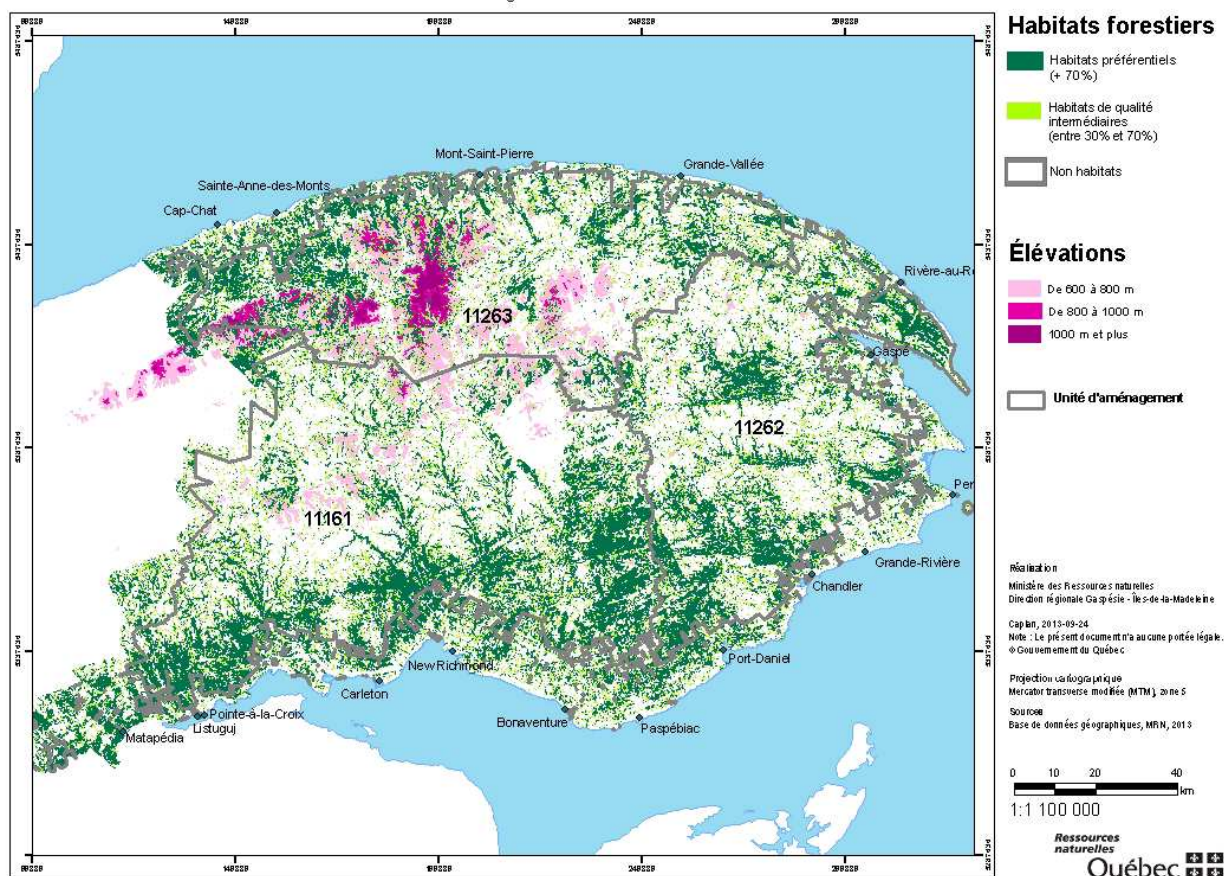 Habitats forestiers
Habitats préférentiels
(+ 70%)
Habitats de qualité
intermédiaires
(entre 30% et 70%)
Non habitats
Élévations
De 600 à 800 m
De 800 à 1000 m
1000 m et plus
Unité d'aménagement
Mont-Saint-Pierre
Grande-Vallée
Sainte-Anne-des-Monts
Cap-Chat
Rivère-au-Re
11263
Gaspé
11262
Per
11161
Grande-Rivière
Chandler
Port-Daniel
New Richmond
Carleton
Bonaventure
Paspébiac
Pointe-à-la-Croix
Listuguj
Matapédia
Réalisation
Ministère des Ressources naturelles
Direction régionale Gaspésie - Îles-de-la-Madeleine
Caplan, 2013-09-24
Note : Le présent document n'a aucune portée légale.
© Gouvernement du Québec
Projection cartographique
Mercator transverse modifiée (MTM), zone 5
Sources
Base de données géographiques, MRN, 2013
0 10 20 40
km
1:1 100 000
Ressources
naturelles
Québec